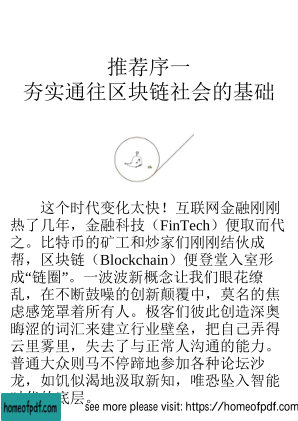 推荐序一
夯实通往区块链社会的基础
这个时代变化太快！互联网金融刚刚
热了几年，金融科技（FinTech）便取而代
之。比特币的矿工和炒家们刚刚结伙成
帮，区块链（Blockchain）便登堂入室形
成“链圈”。一波波新概念让我们眼花缭
乱，在不断鼓噪的创新颠覆中，莫名的焦
虑感笼罩着所有人。极客们彼此创造深奥
晦涩的词汇来建立行业壁垒，把自己弄得
云里雾里，失去了与正常人沟通的能力。
普通大众则马不停蹄地参加各种论坛沙
龙，如饥似渴地汲取新知，唯恐坠入智能
底层。
homeofpdf.com
see more please visit: https://homeofpdf.com